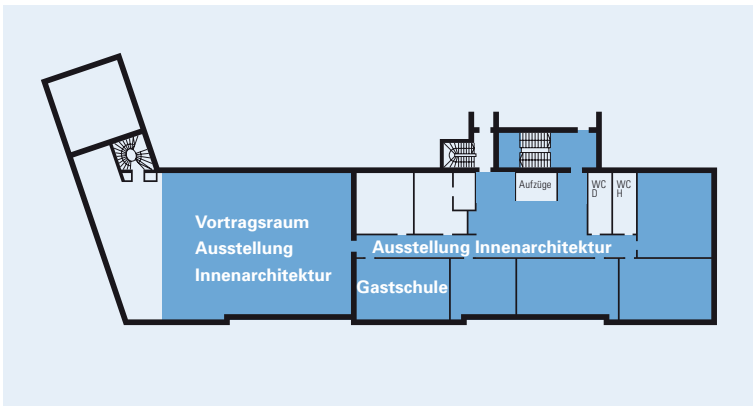 Aufzüge
WC
D
WC
H
Vortragsraum
Ausstellung
Innenarchitektur
Ausstellung Innenarchitektur
Gastschule